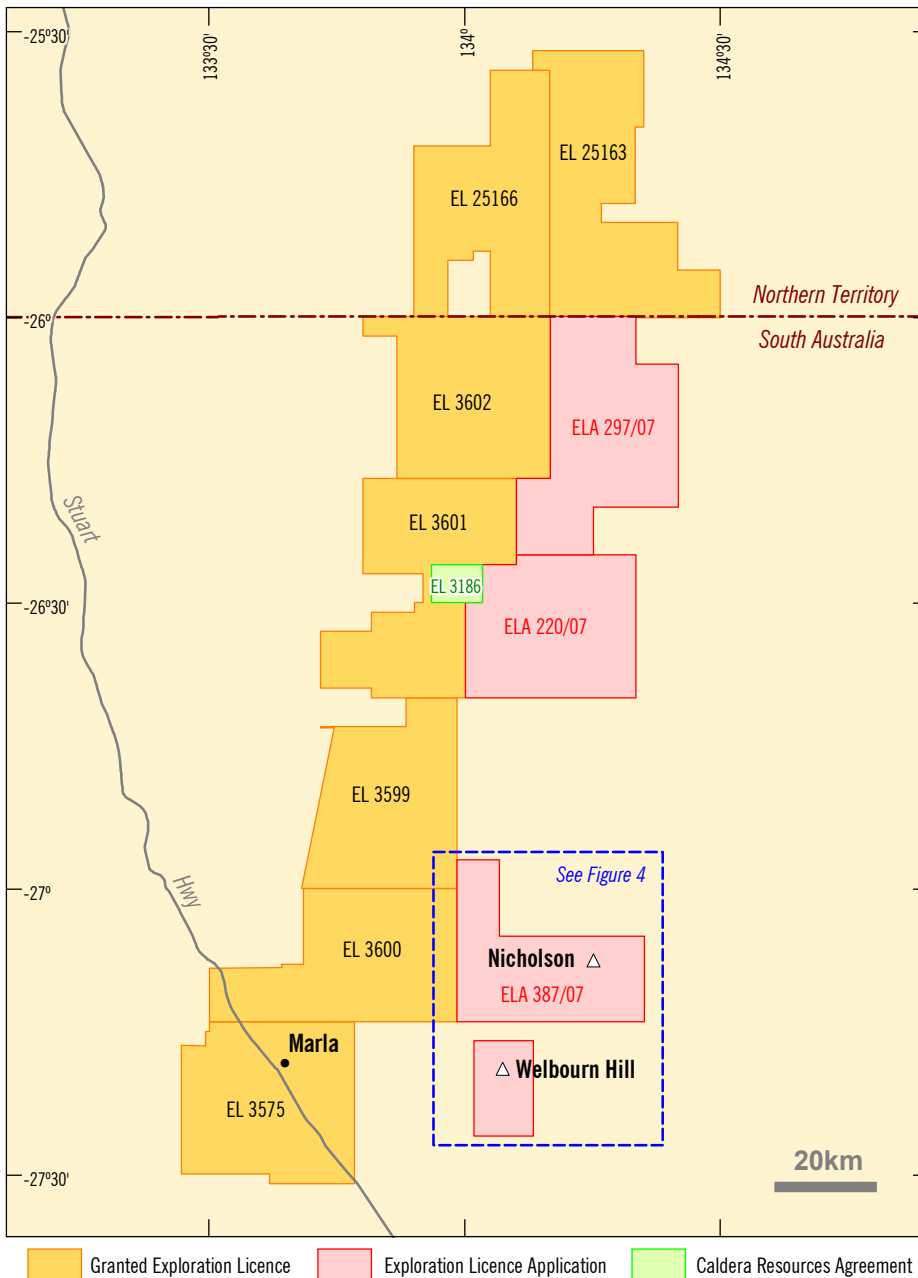 -25º30'
133º30'
134º
134º30'
EL 25163
EL 25166
Northern Territory
-26º
South Australia
EL 3602
ELA 297/07
Stuart
EL 3601
EL 3186
-26º30'
ELA 220/07
EL 3599
See Figure 4
-27º
Hwy
EL 3600
Nicholson
ELA 387/07
Marla
Welbourn Hill
EL 3575
20km
-27º30'
Granted Exploration Licence
Exploration Licence Application
Caldera Resources Agreement